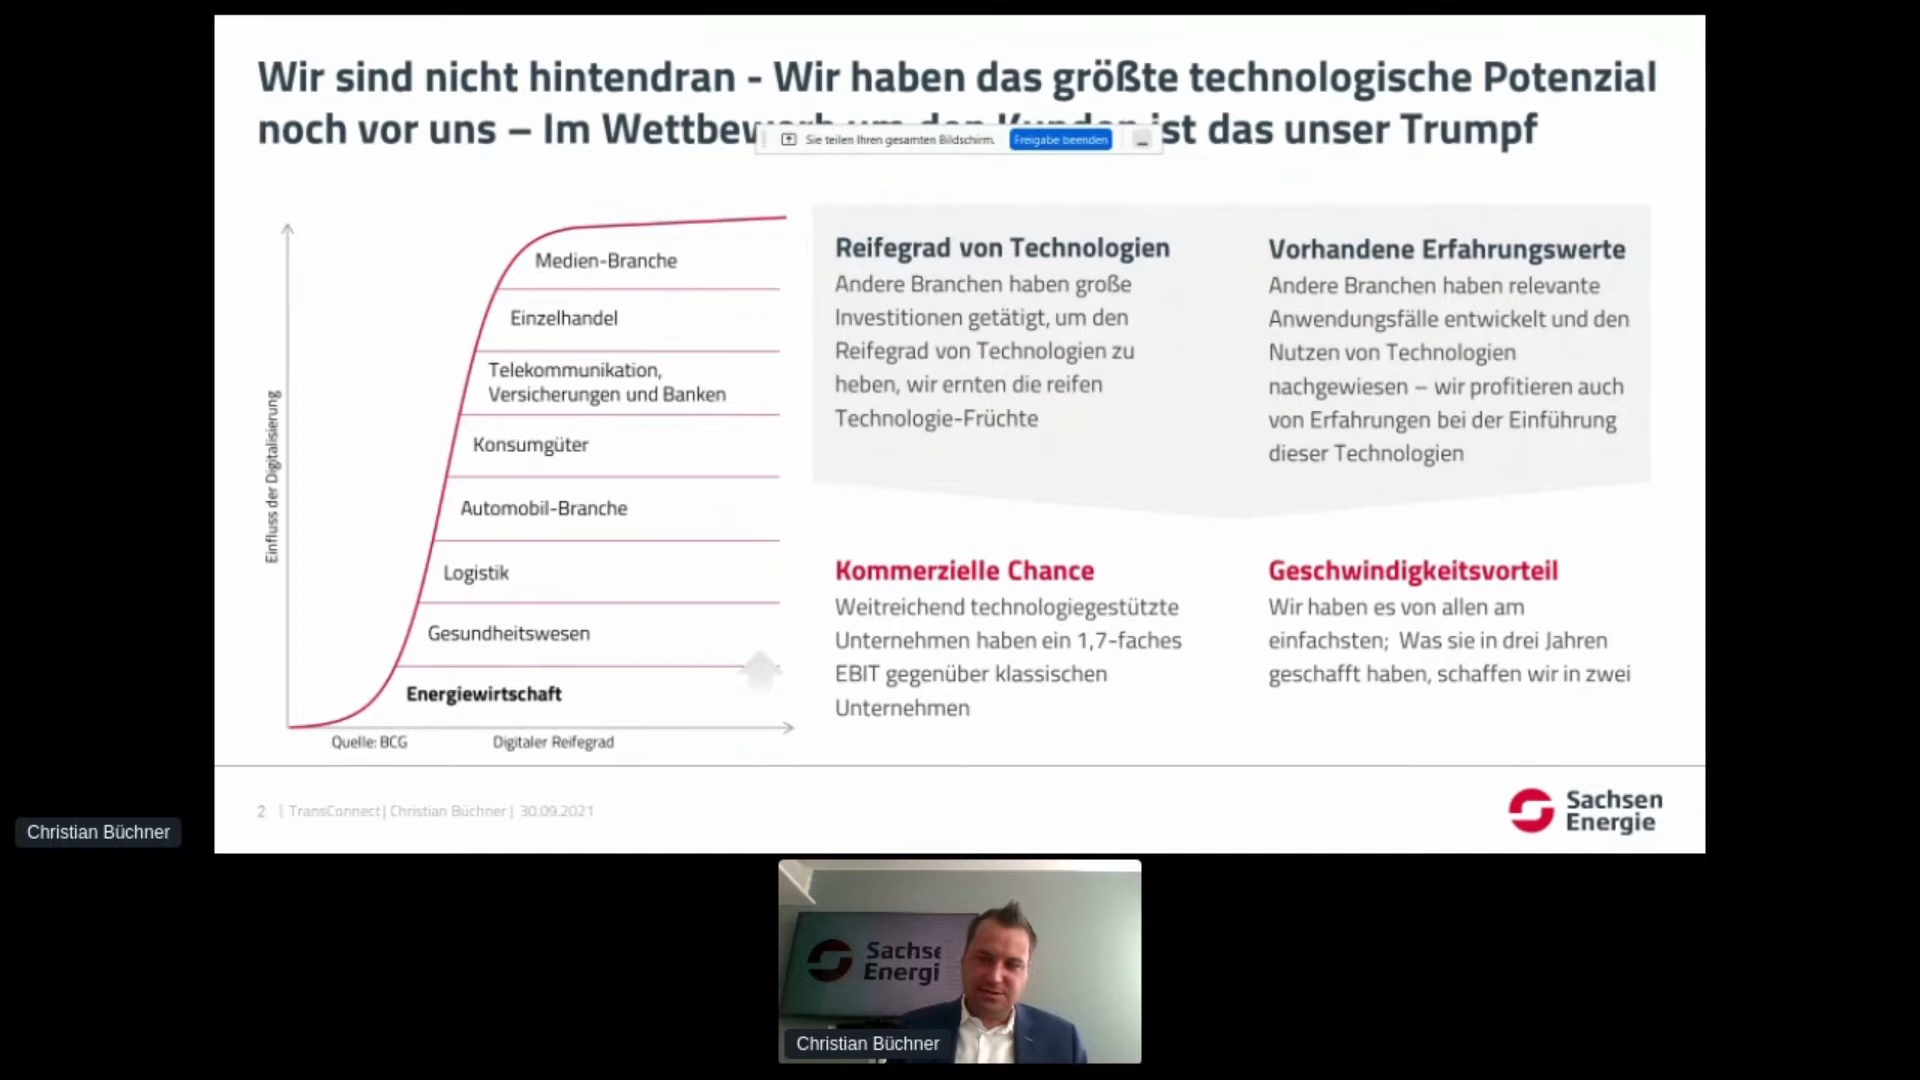 Wir sind nicht hintendran - Wir haben das größte technologische Potenzial
noch vor uns – Im Wettbewerb um den Kunden ist das unser Trumpf
Sie teilen Ihren gesamten Bildschirm.
Freigabe beenden
Einfluss der Digitalisierung
Medien-Branche
Einzelhandel
Telekommunikation,
Versicherungen und Banken
Konsumgüter
Automobil-Branche
Logistik
Gesundheitswesen
Energiewirtschaft
Quelle: BCG
Digitaler Reifegrad
Reifegrad von Technologien
Andere Branchen haben große
Investitionen getätigt, um den
Reifegrad von Technologien zu
heben, wir ernten die reifen
Technologie-Früchte
Vorhandene Erfahrungswerte
Andere Branchen haben relevante
Anwendungsfälle entwickelt und den
Nutzen von Technologien
nachgewiesen – wir profitieren auch
von Erfahrungen bei der Einführung
dieser Technologien
Kommerzielle Chance
Weitreichend technologiegestützte
Unternehmen haben ein 1,7-faches
EBIT gegenüber klassischen
Unternehmen
Geschwindigkeitsvorteil
Wir haben es von allen am
einfachsten; Was sie in drei Jahren
geschafft haben, schaffen wir in zwei
2 | TransConnect | Christian Büchner | 30.09.2021
Sachsen
Energie
Christian Büchner
Sachse
Energi
Christian Büchner